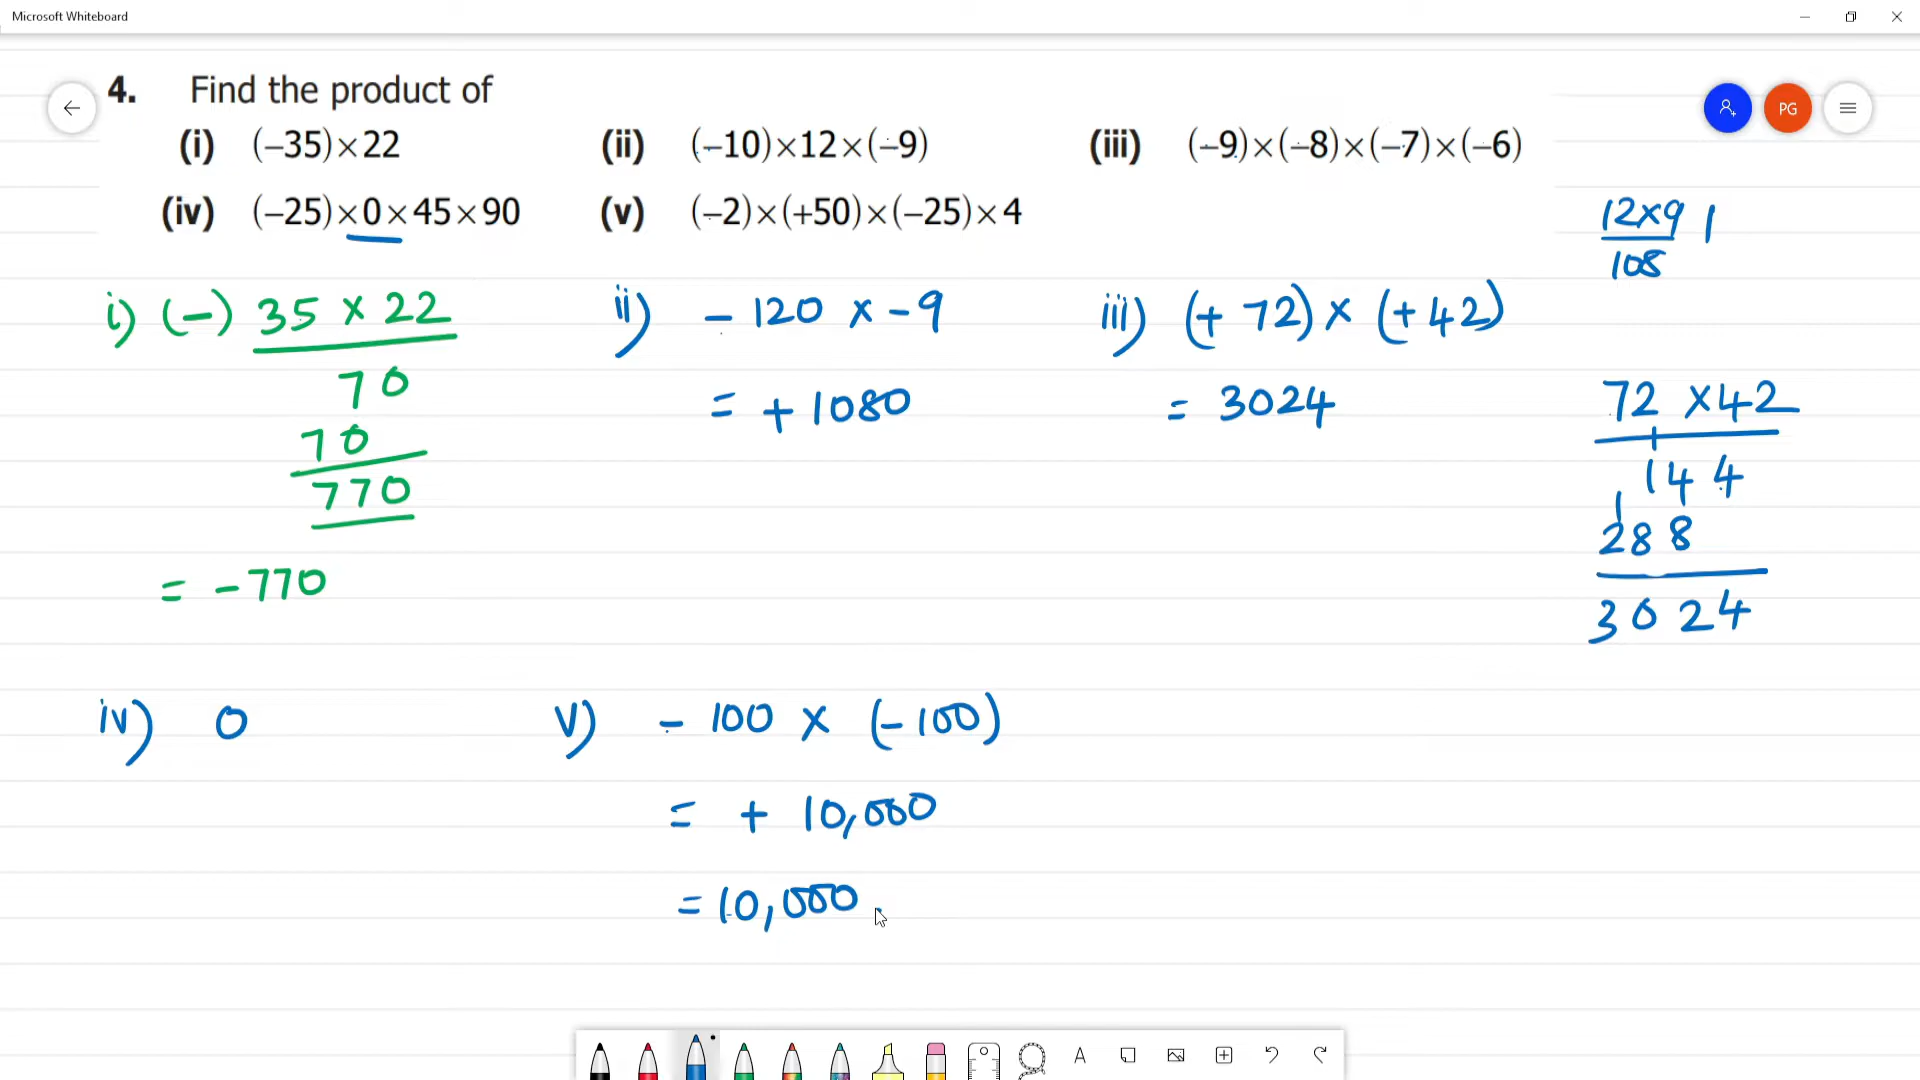 Microsoft Whiteboard
4. Find the product of
(i) (–35)×22 (ii) (–10)×12×(–9) (iii) (–9)×(–8)×(–7)×(–6)
(iv) (–25)×0×45×90 (v) (–2)×(+50)×(–25)×4
PG
12×9 1
108
i) (-) 35 × 22
70
70
770
= -770
ii) - 120 × -9
= + 1080
iii) (+ 72) × (+42)
= 3024
72 ×42
1
144
1
288
3024
iv) 0
v) - 100 × (-100)
= + 10,000
= 10,000.
A